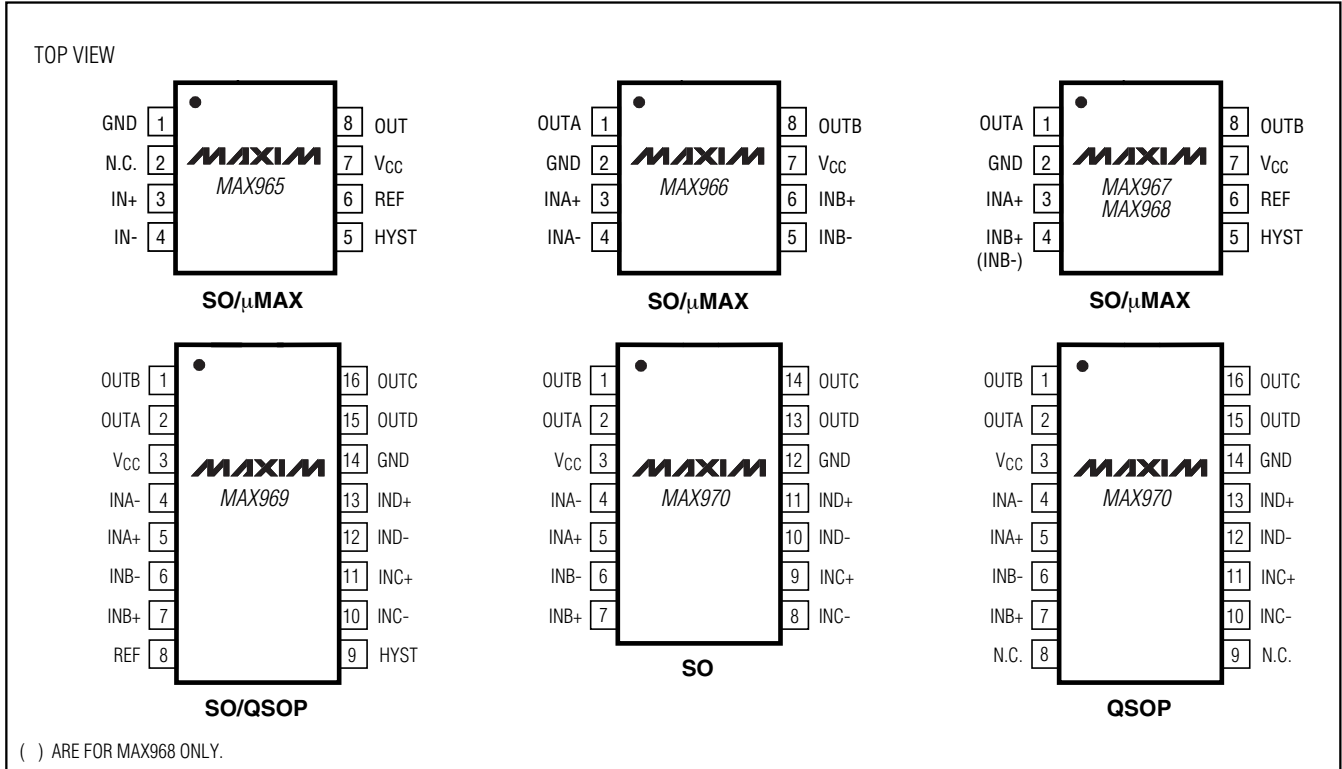 TOP VIEW
GND 1 8 OUT
N.C. 2 MAXIM 7 VCC
IN+ 3 MAX965 6 REF
IN- 4 5 HYST
SO/µMAX
OUTA 1 8 OUTB
GND 2 MAXIM 7 VCC
INA+ 3 MAX966 6 INB+
INA- 4 5 INB-
SO/µMAX
OUTA 1 8 OUTB
GND 2 MAXIM 7 VCC
INA+ 3 MAX967 6 REF
MAX968
INB+ 4 5 HYST
(INB-)
SO/µMAX
OUTB 1 16 OUTC
OUTA 2 15 OUTD
VCC 3 MAXIM 14 GND
INA- 4 MAX969 13 IND+
INA+ 5 12 IND-
INB- 6 11 INC+
INB+ 7 10 INC-
REF 8 9 HYST
SO/QSOP
OUTB 1 14 OUTC
OUTA 2 13 OUTD
VCC 3 MAXIM 12 GND
INA- 4 MAX970 11 IND+
INA+ 5 10 IND-
INB- 6 9 INC+
INB+ 7 8 INC-
SO
OUTB 1 16 OUTC
OUTA 2 15 OUTD
VCC 3 MAXIM 14 GND
INA- 4 MAX970 13 IND+
INA+ 5 12 IND-
INB- 6 11 INC+
INB+ 7 10 INC-
N.C. 8 9 N.C.
QSOP
( ) ARE FOR MAX968 ONLY.